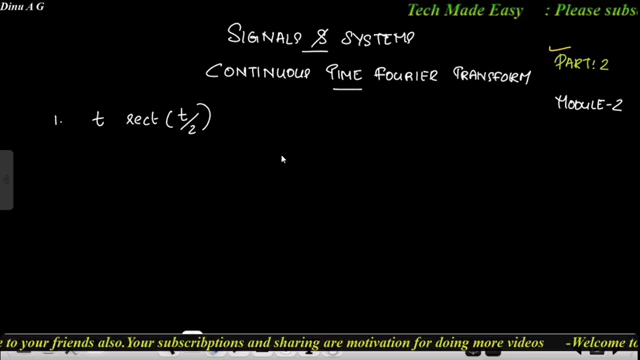 Dinu A G
Tech Made Easy : Please subs
SIGNALS & SYSTEMS
CONTINUOUS TIME FOURIER TRANSFORM
PART: 2
MODULE-2
1. t rect(t/2)
e to your friends also.Your subscribptions and sharing are motivation for doing more videos -Welcome to